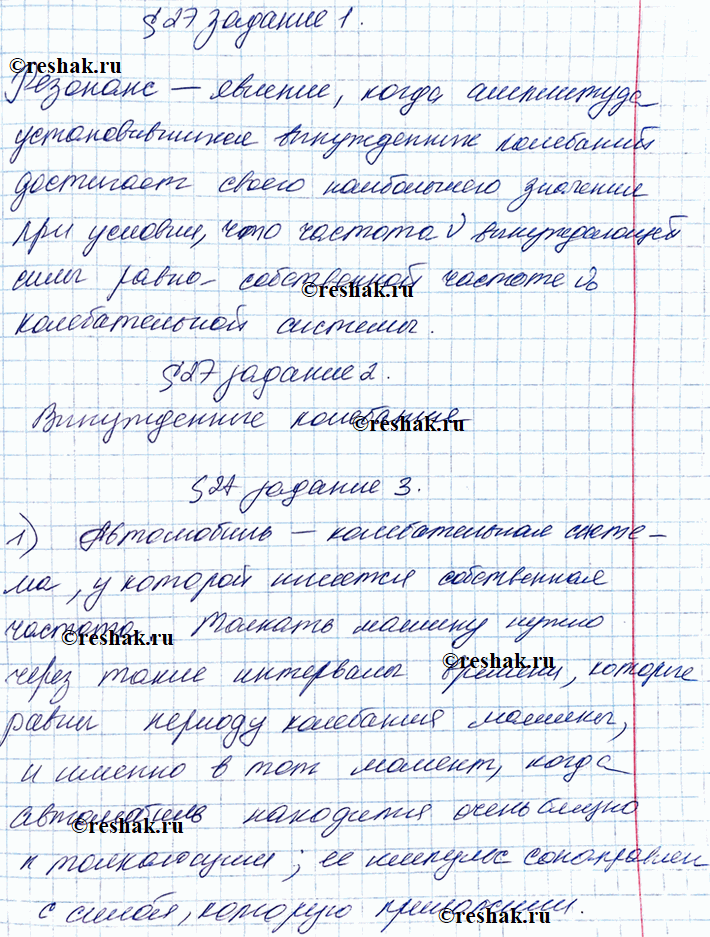 §27 задание 1.
©reshak.ru
Резонанс — явление, когда амплитуда
установившихся вынужденных колебаний
достигает своего наибольшего значения
при условии, что частота ν вынуждающей
силы равна собственной частоте ν₀
©reshak.ru
колебательной системы.
§27 задание 2.
Вынужденные колебания
©reshak.ru
§27 задание 3.
1) Автомобиль — колебательная систе-
ма, у которой имеется собственная
частота. Толкать машину нужно
©reshak.ru
через такие интервалы времени, которые
©reshak.ru
равны периоду колебания машины,
и именно в тот момент, когда
автомобиль находится очень близко
©reshak.ru
к толкающим; ее импульс сонаправлен
с силой, которую приложили.
©reshak.ru